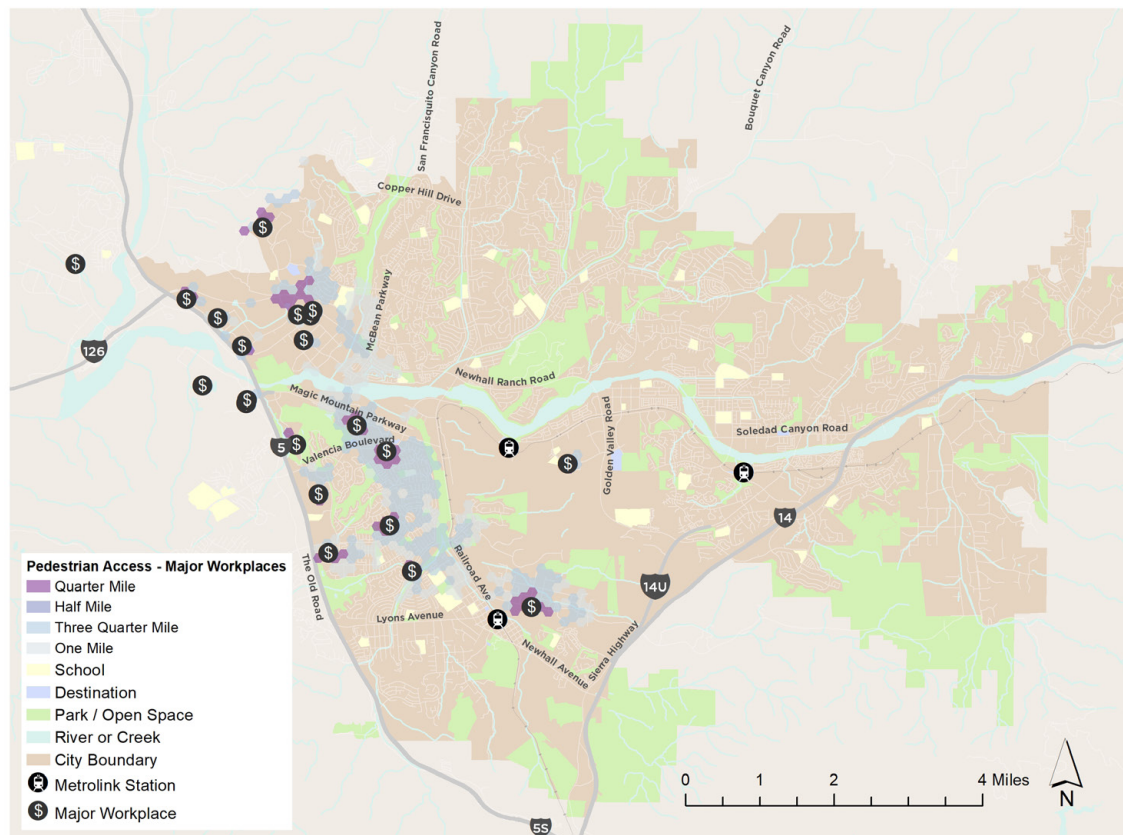 San Francisquito Canyon Road
Bouquet Canyon Road
Copper Hill Drive
McBean Parkway
126
Newhall Ranch Road
Magic Mountain Parkway
Golden Valley Road
Soledad Canyon Road
5
Valencia Boulevard
14
The Old Road
Railroad Ave
14U
Lyons Avenue
Newhall Avenue
Sierra Highway
5S
Pedestrian Access - Major Workplaces
Quarter Mile
Half Mile
Three Quarter Mile
One Mile
School
Destination
Park / Open Space
River or Creek
City Boundary
Metrolink Station
$ Major Workplace
0 1 2 4 Miles
N